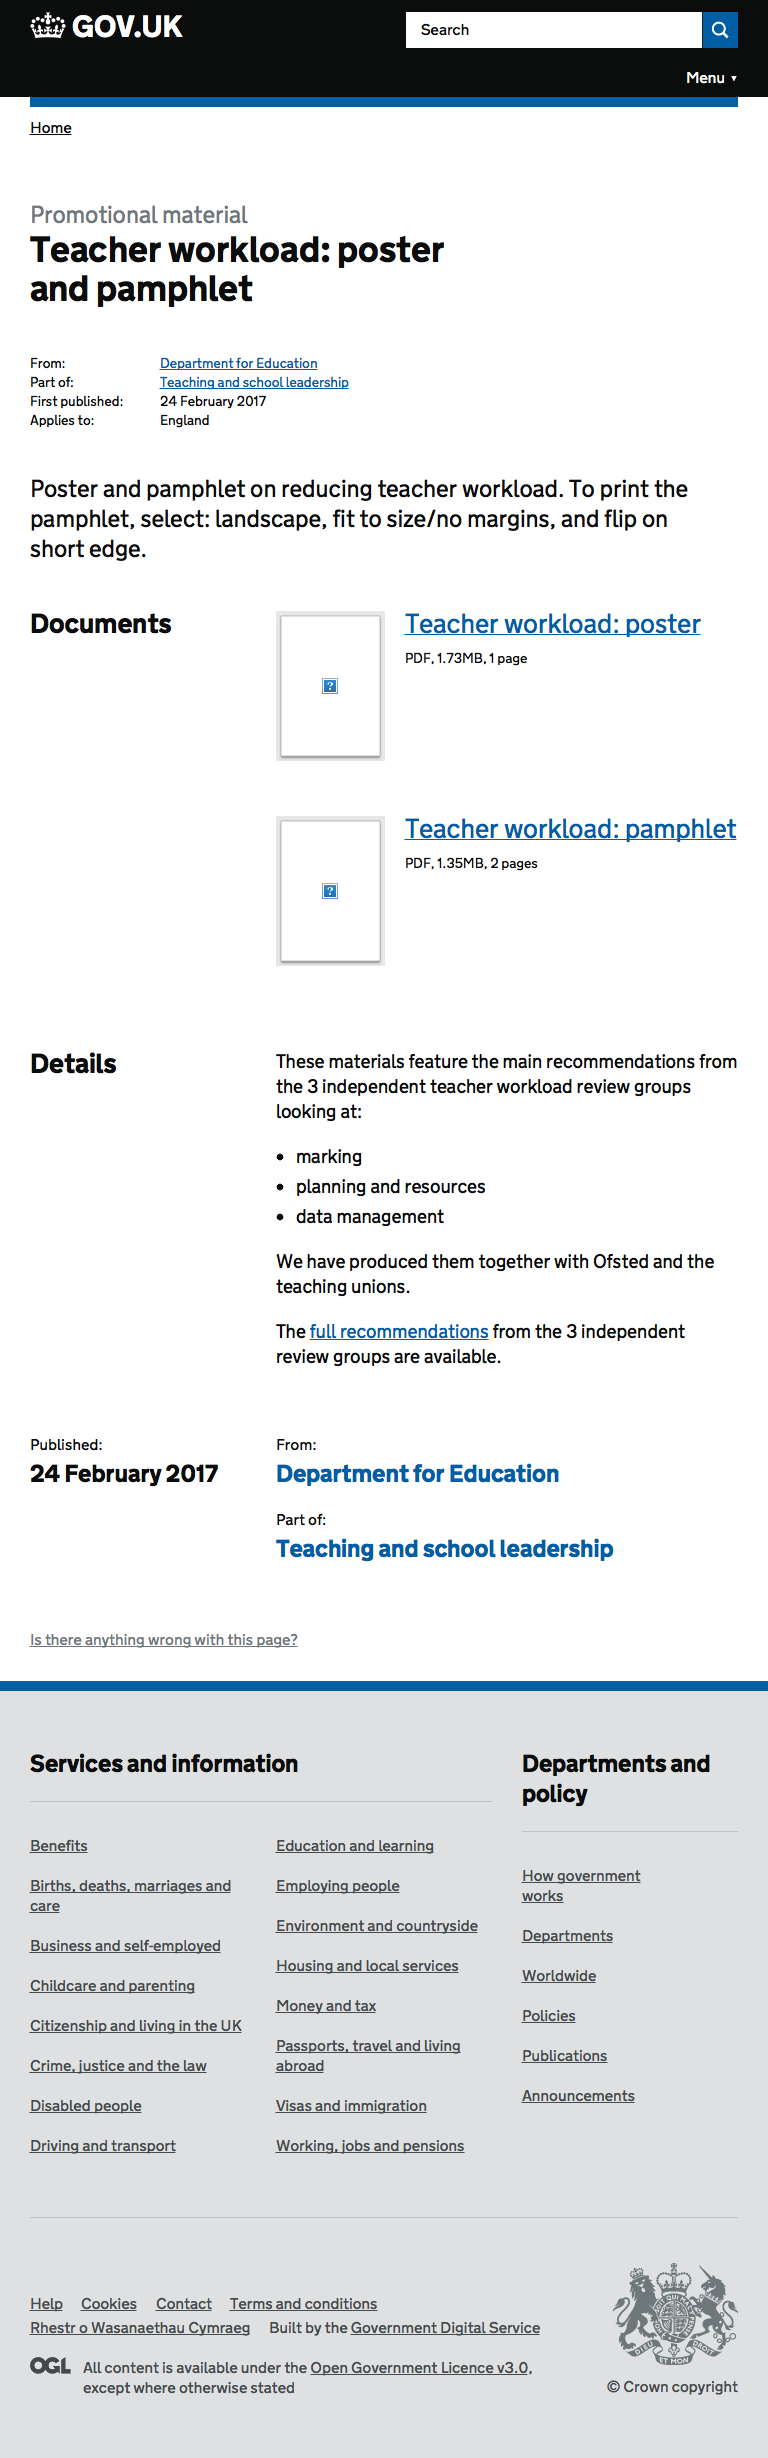 GOV.UK
Search
Menu ▼
Home
Promotional material
Teacher workload: poster
and pamphlet
From: Department for Education
Part of: Teaching and school leadership
First published: 24 February 2017
Applies to: England
Poster and pamphlet on reducing teacher workload. To print the
pamphlet, select: landscape, fit to size/no margins, and flip on
short edge.
Documents
Teacher workload: poster
PDF, 1.73MB, 1 page
Teacher workload: pamphlet
PDF, 1.35MB, 2 pages
Details
These materials feature the main recommendations from
the 3 independent teacher workload review groups
looking at:
• marking
• planning and resources
• data management
We have produced them together with Ofsted and the
teaching unions.
The full recommendations from the 3 independent
review groups are available.
Published:
24 February 2017
From:
Department for Education
Part of:
Teaching and school leadership
Is there anything wrong with this page?
Services and information
Benefits
Births, deaths, marriages and
care
Business and self-employed
Childcare and parenting
Citizenship and living in the UK
Crime, justice and the law
Disabled people
Driving and transport
Education and learning
Employing people
Environment and countryside
Housing and local services
Money and tax
Passports, travel and living
abroad
Visas and immigration
Working, jobs and pensions
Departments and
policy
How government
works
Departments
Worldwide
Policies
Publications
Announcements
Help Cookies Contact Terms and conditions
Rhestr o Wasanaethau Cymraeg Built by the Government Digital Service
OGL All content is available under the Open Government Licence v3.0,
except where otherwise stated
DIEU ET MON DROIT
© Crown copyright